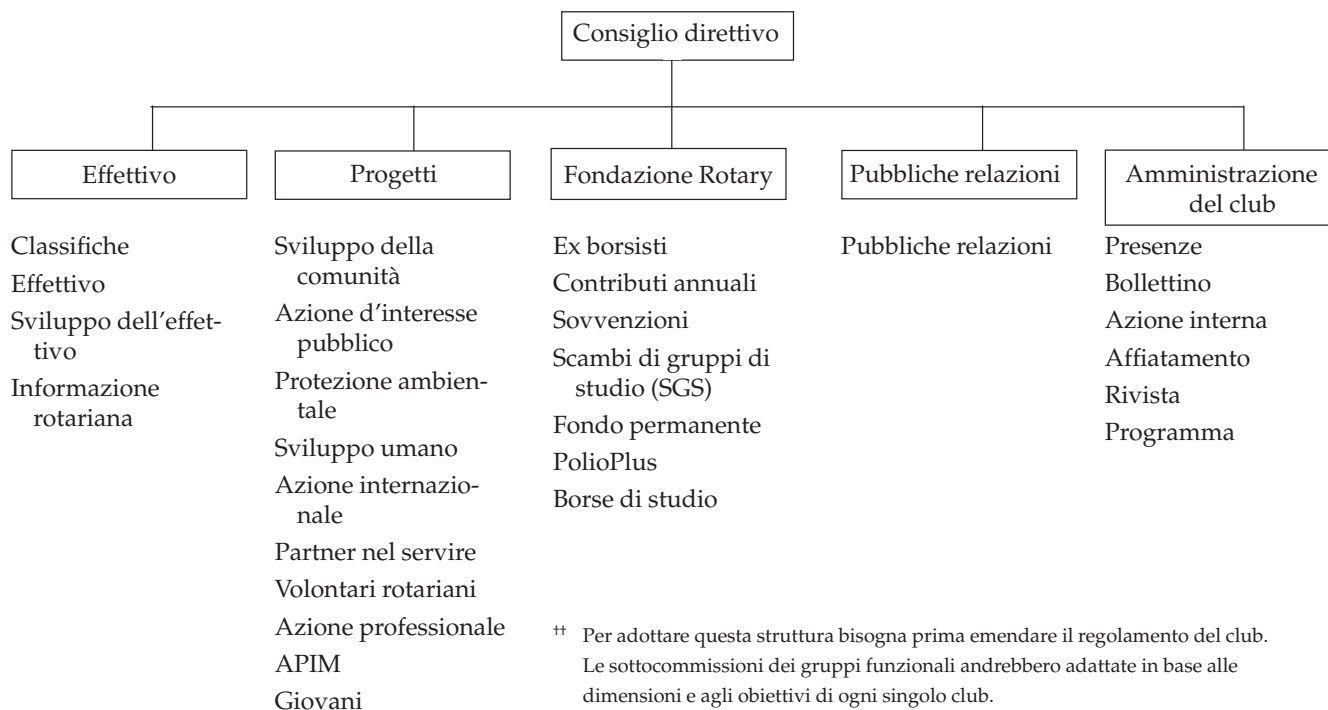 Consiglio direttivo
Effettivo
Classifiche
Effettivo
Sviluppo dell'effet-
tivo
Informazione
rotariana
Progetti
Sviluppo della
comunità
Azione d'interesse
pubblico
Protezione ambien-
tale
Sviluppo umano
Azione internazio-
nale
Partner nel servire
Volontari rotariani
Azione professionale
APIM
Giovani
Fondazione Rotary
Ex borsisti
Contributi annuali
Sovvenzioni
Scambi di gruppi di
studio (SGS)
Fondo permanente
PolioPlus
Borse di studio
Pubbliche relazioni
Pubbliche relazioni
Amministrazione
del club
Presenze
Bollettino
Azione interna
Affiatamento
Rivista
Programma
†† Per adottare questa struttura bisogna prima emendare il regolamento del club.
Le sottocommissioni dei gruppi funzionali andrebbero adattate in base alle
dimensioni e agli obiettivi di ogni singolo club.